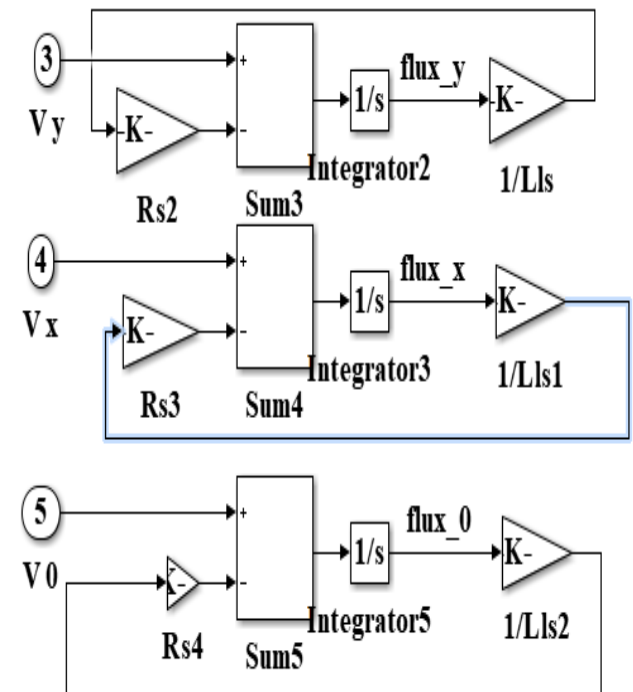 3
flux_y
+
1/s
-K-
Vy
-K-
-
Integrator2
1/Lls
Rs2
Sum3
4
flux_x
+
1/s
K-
Vx
K-
-
Integrator3
1/Lls1
Rs3
Sum4
5
flux_0
+
1/s
K-
V0
K-
-
Integrator5
1/Lls2
Rs4
Sum5